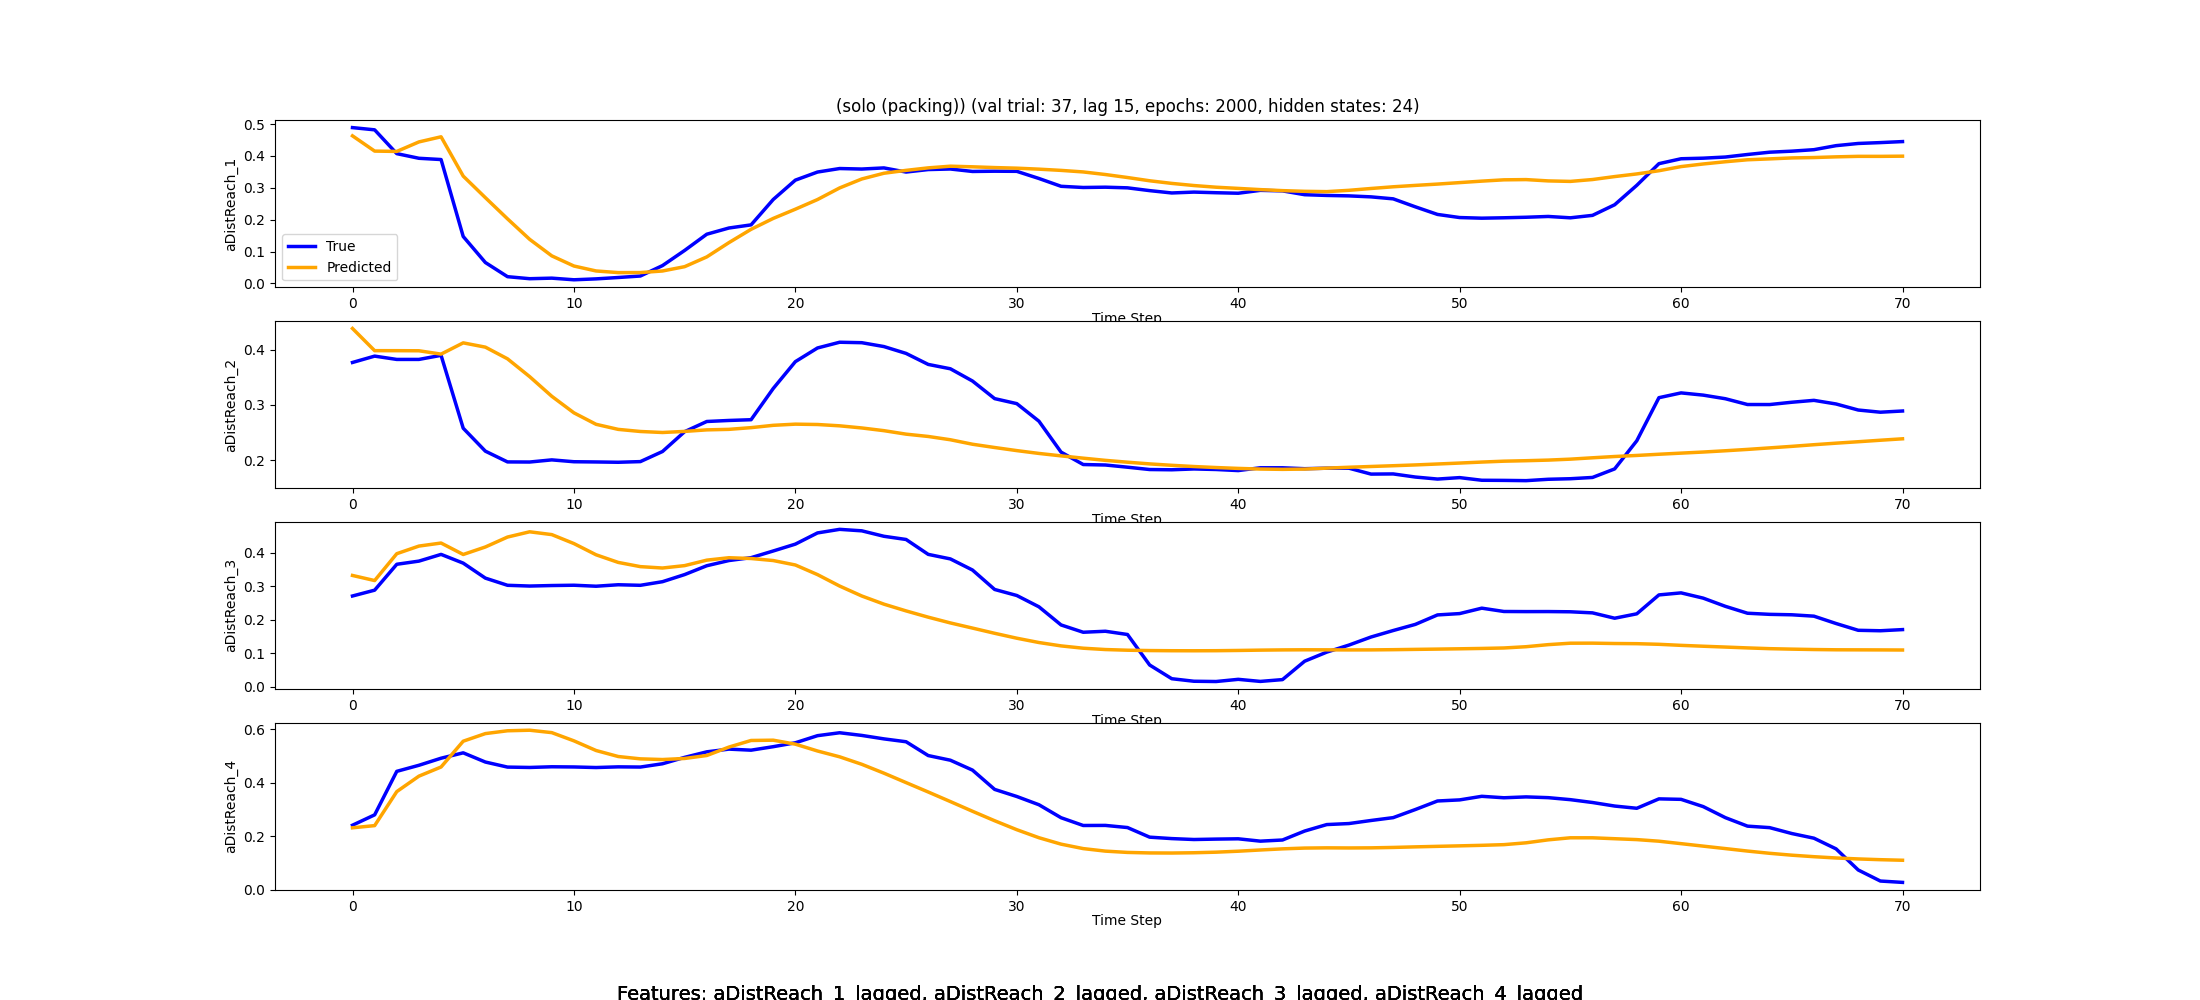 (solo (packing)) (val trial: 37, lag 15, epochs: 2000, hidden states: 24)
aDistReach_1
0.5
0.4
0.3
0.2
0.1
0.0
True
Predicted
0 10 20 30 40 50 60 70
Time Step
aDistReach_2
0.4
0.3
0.2
0 10 20 30 40 50 60 70
Time Step
aDistReach_3
0.4
0.3
0.2
0.1
0.0
0 10 20 30 40 50 60 70
Time Step
aDistReach_4
0.6
0.4
0.2
0.0
0 10 20 30 40 50 60 70
Time Step
Features: aDistReach_1_lagged, aDistReach_2_lagged, aDistReach_3_lagged, aDistReach_4_lagged